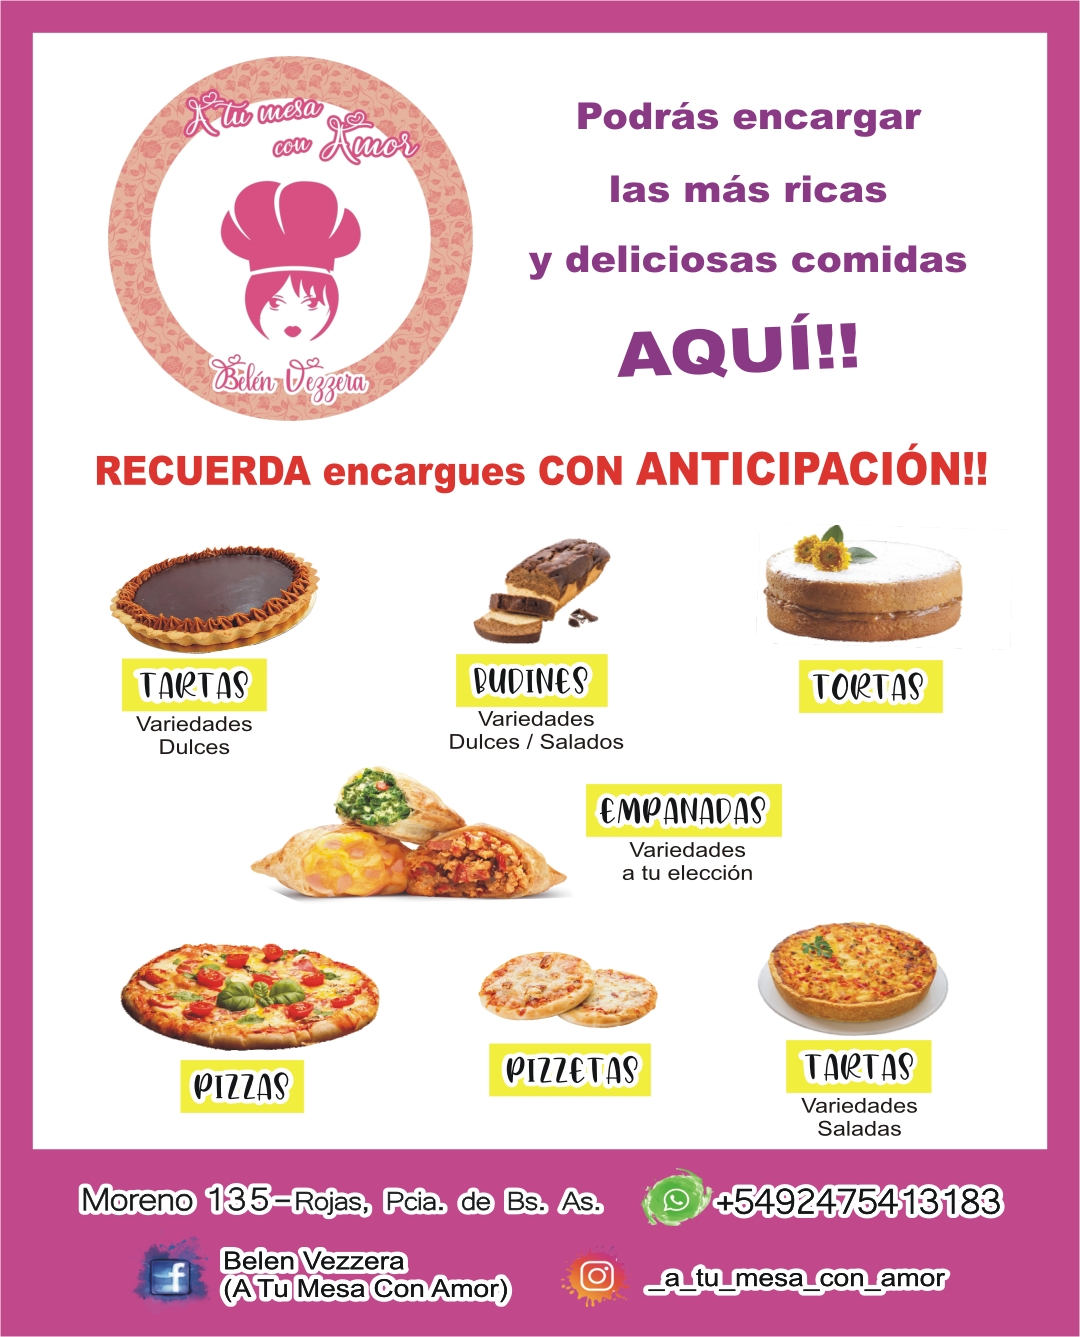 A tu mesa
con Amor
Belén Vezzera
Podrás encargar
las más ricas
y deliciosas comidas
AQUÍ!!
RECUERDA encargues CON ANTICIPACIÓN!!
TARTAS
Variedades
Dulces
BUDINES
Variedades
Dulces / Salados
TORTAS
EMPANADAS
Variedades
a tu elección
PIZZAS
PIZZETAS
TARTAS
Variedades
Saladas
Moreno 135-Rojas, Pcia. de Bs. As.
+5492475413183
Belen Vezzera
(A Tu Mesa Con Amor)
_a_tu_mesa_con_amor